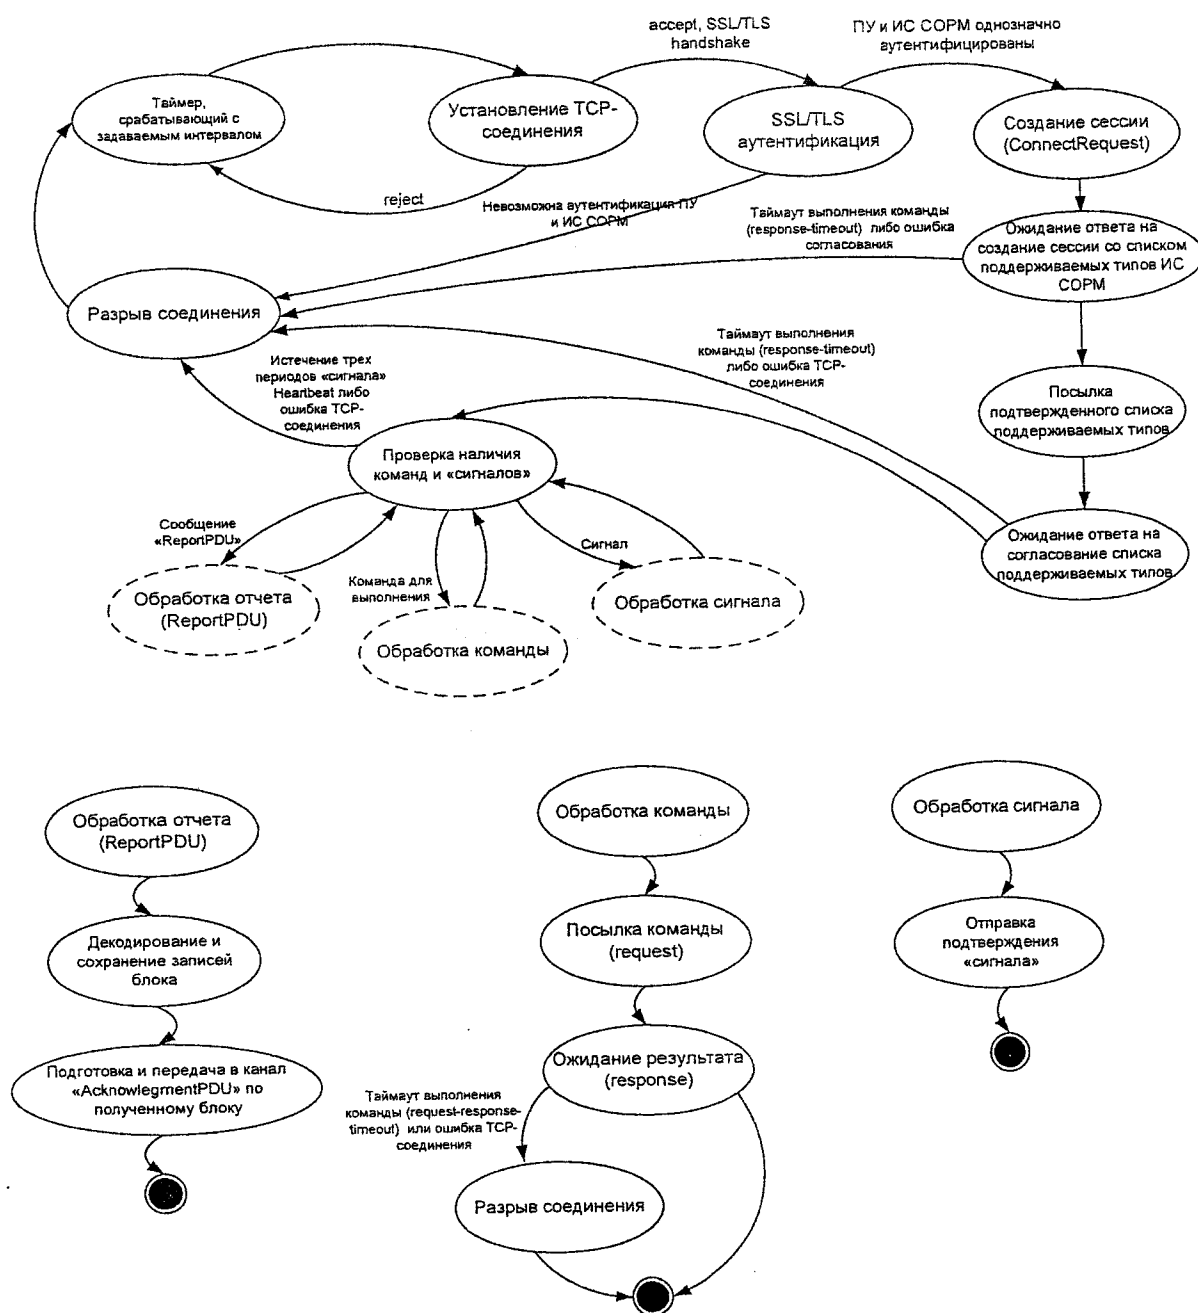 accept, SSL/TLS
handshake
ПУ и ИС СОРМ однозначно
аутентифицированы
Таймер,
срабатывающий с
задаваемым интервалом
Установление TCP-
соединения
SSL/TLS
аутентификация
Создание сессии
(ConnectRequest)
reject
Невозможна аутентификация ПУ
и ИС СОРМ
Таймаут выполнения команды
(response-timeout) либо ошибка
согласования
Ожидание ответа на
создание сессии со списком
поддерживаемых типов ИС
СОРМ
Разрыв соединения
Истечение трех
периодов «сигнала»
Heartbeat либо
ошибка TCP-
соединения
Таймаут выполнения
команды (response-timeout)
либо ошибка TCP-
соединения
Посылка
подтвержденного списка
поддерживаемых типов
Проверка наличия
команд и «сигналов»
Ожидание ответа на
согласование списка
поддерживаемых типов
Сообщение
«ReportPDU»
Команда для
выполнения
Сигнал
Обработка отчета
(ReportPDU)
Обработка команды
Обработка сигнала
Обработка отчета
(ReportPDU)
Декодирование и
сохранение записей
блока
Подготовка и передача в канал
«AcknowlegmentPDU» по
полученному блоку
Обработка команды
Посылка команды
(request)
Ожидание результата
(response)
Таймаут выполнения
команды (request-response-
timeout) или ошибка TCP-
соединения
Разрыв соединения
Обработка сигнала
Отправка
подтверждения
«сигнала»